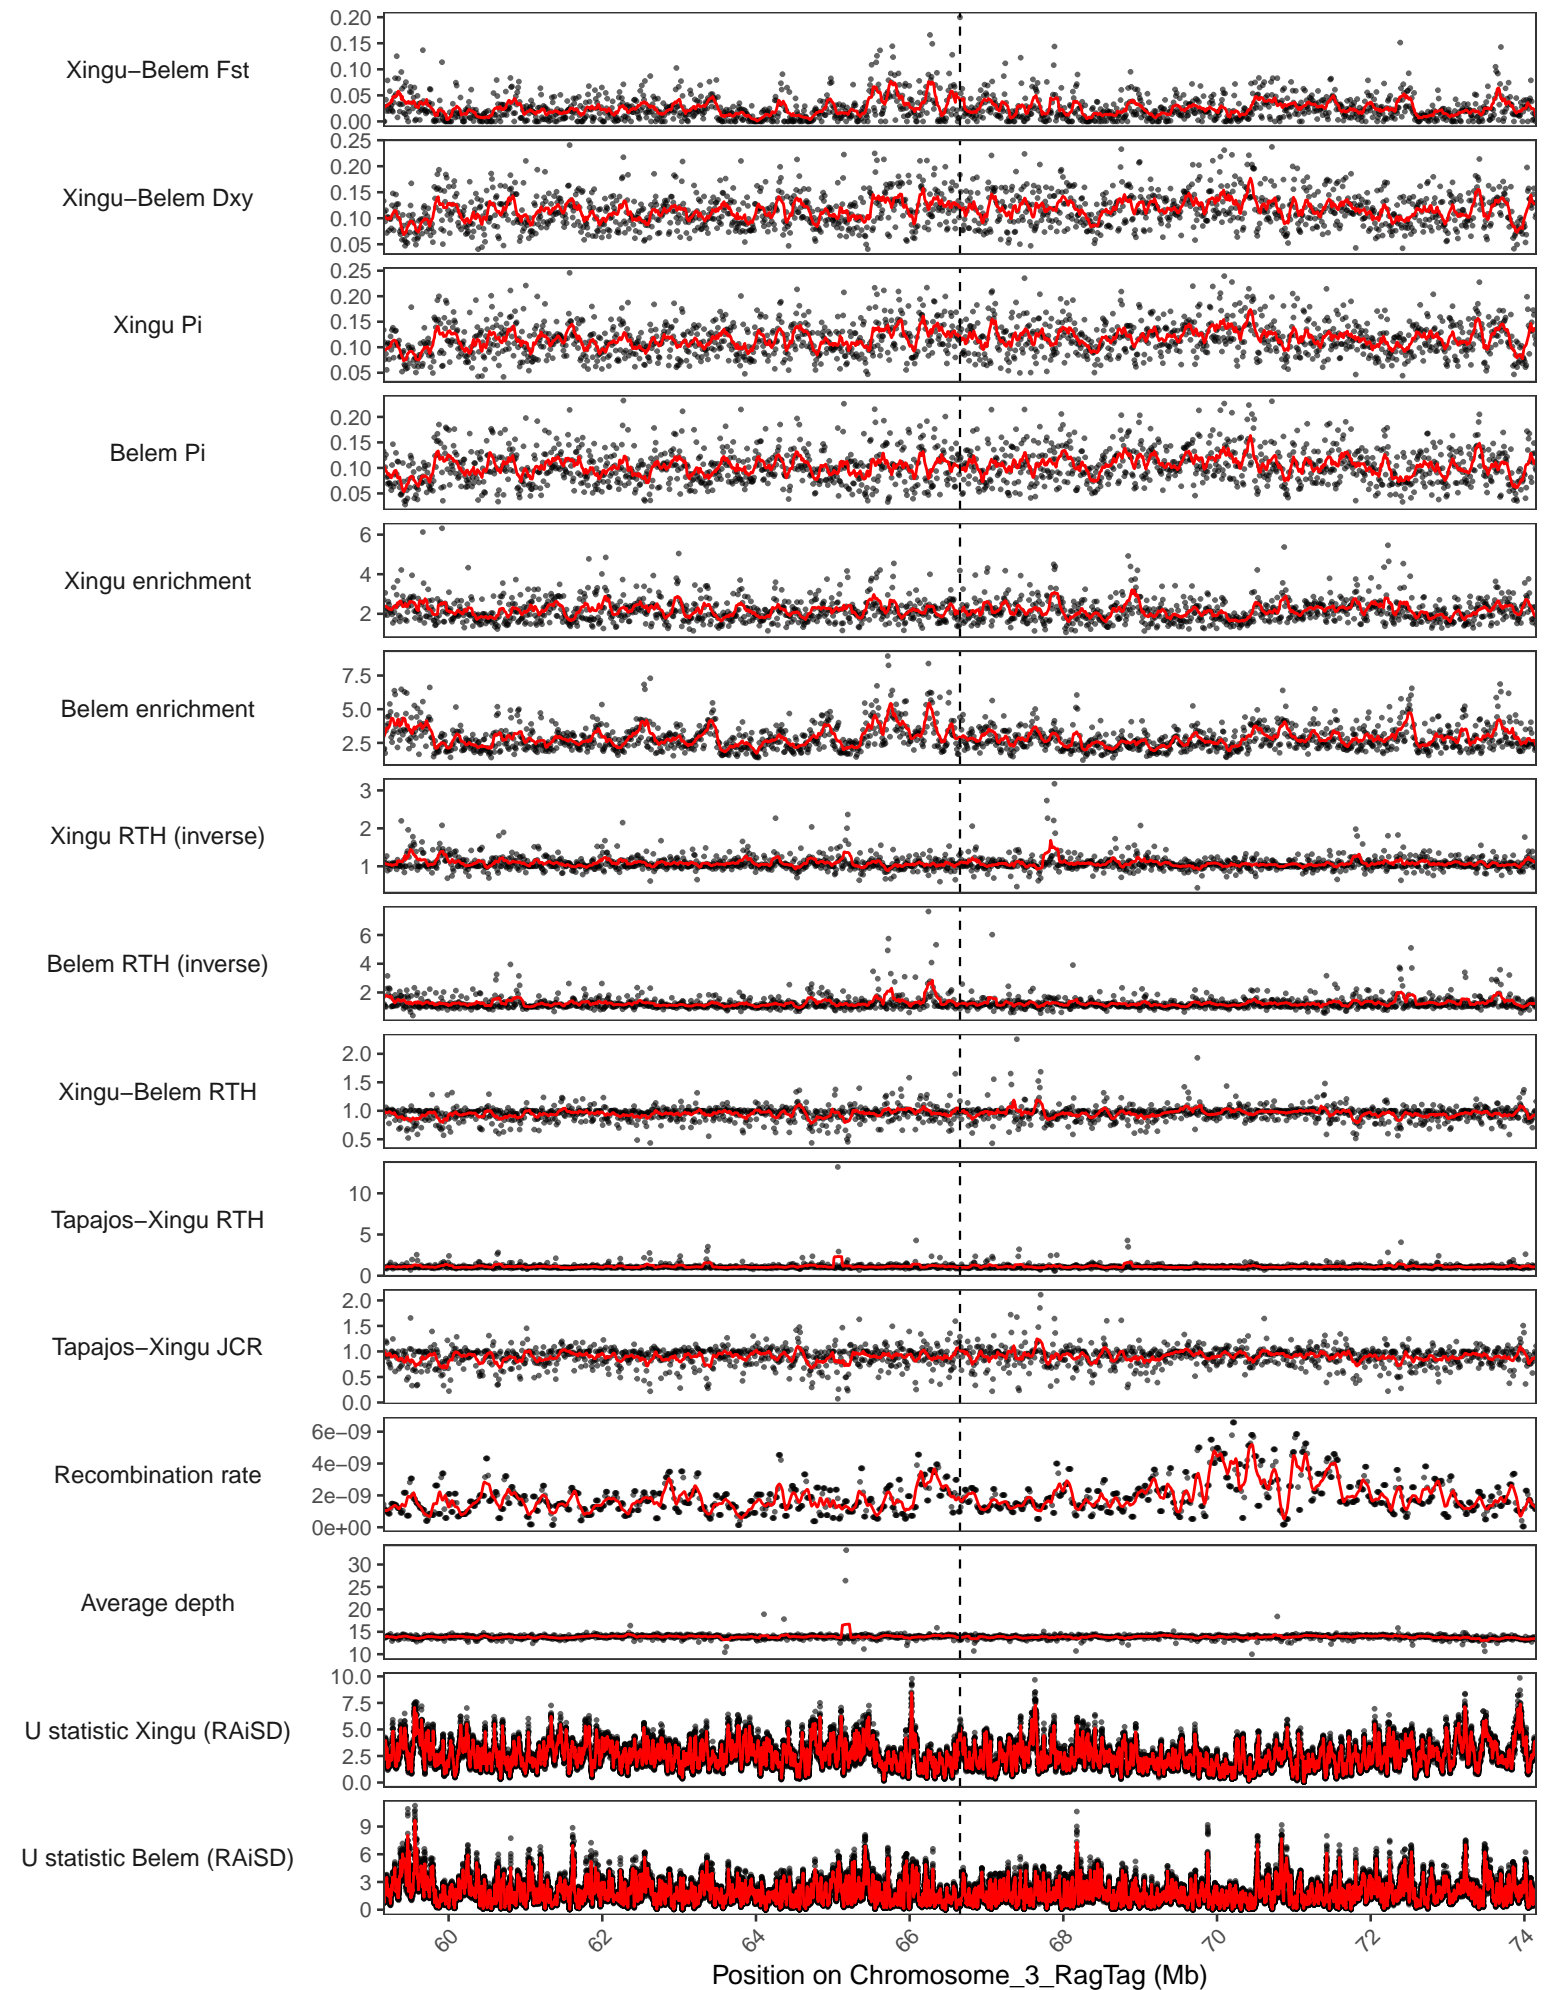 Xingu−Belem Fst
0.20
0.15
0.10
0.05
0.00
Xingu−Belem Dxy
0.25
0.20
0.15
0.10
0.05
Xingu Pi
0.25
0.20
0.15
0.10
0.05
Belem Pi
0.20
0.15
0.10
0.05
Xingu enrichment
6
4
2
Belem enrichment
7.5
5.0
2.5
Xingu RTH (inverse)
3
2
1
Belem RTH (inverse)
6
4
2
Xingu−Belem RTH
2.0
1.5
1.0
0.5
Tapajos−Xingu RTH
10
5
0
Tapajos−Xingu JCR
2.0
1.5
1.0
0.5
0.0
Recombination rate
6e−09
4e−09
2e−09
0e+00
Average depth
30
25
20
15
10
U statistic Xingu (RAiSD)
10.0
7.5
5.0
2.5
0.0
U statistic Belem (RAiSD)
9
6
3
0
60 62 64 66 68 70 72 74
Position on Chromosome_3_RagTag (Mb)